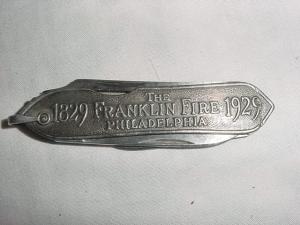 THE
1829 FRANKLIN FIRE 1929
PHILADELPHIA
©